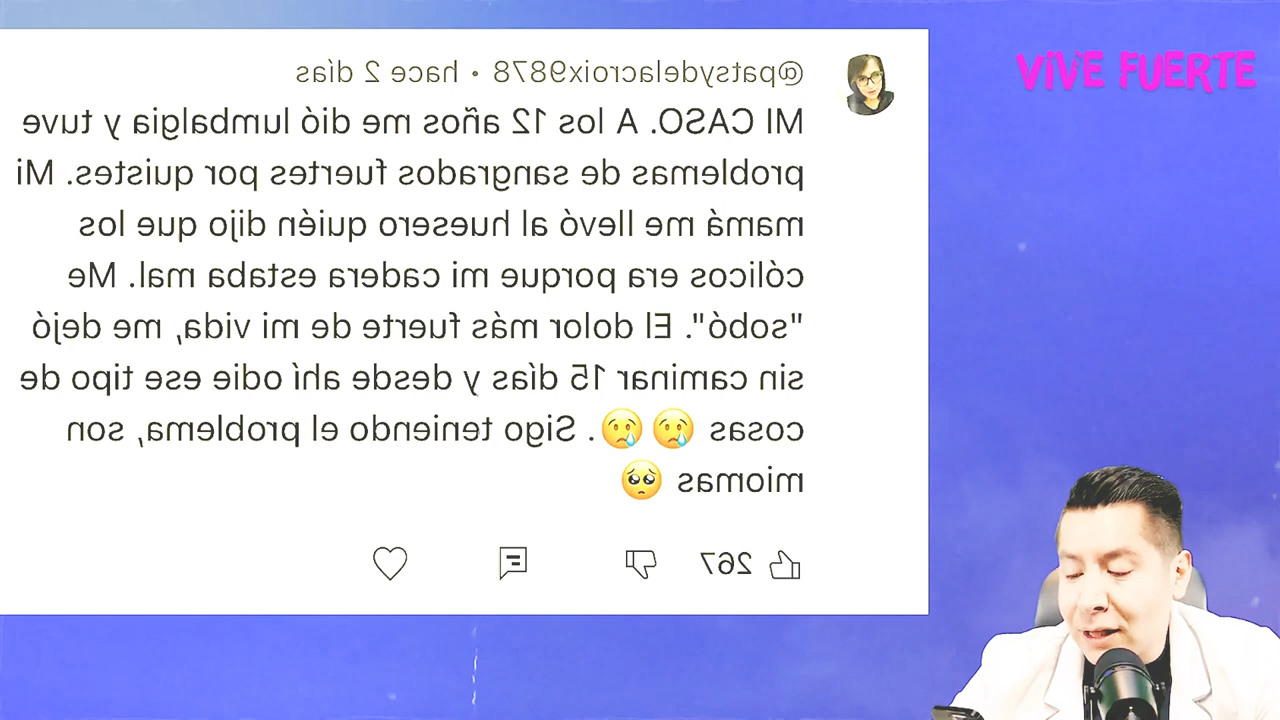 @patsydelacroix9878 • hace 2 días
MI CASO. A los 12 años me dió lumbalgia y tuve
problemas de sangrados fuertes por quistes. Mi
mamá me llevó al huesero quién dijo que los
cólicos era porque mi cadera estaba mal. Me
"sobó". El dolor más fuerte de mi vida, me dejó
sin caminar 15 días y desde ahí odie ese tipo de
cosas 😢😢. Sigo teniendo el problema, son
miomas 🥺
267
VIVE FUERTE